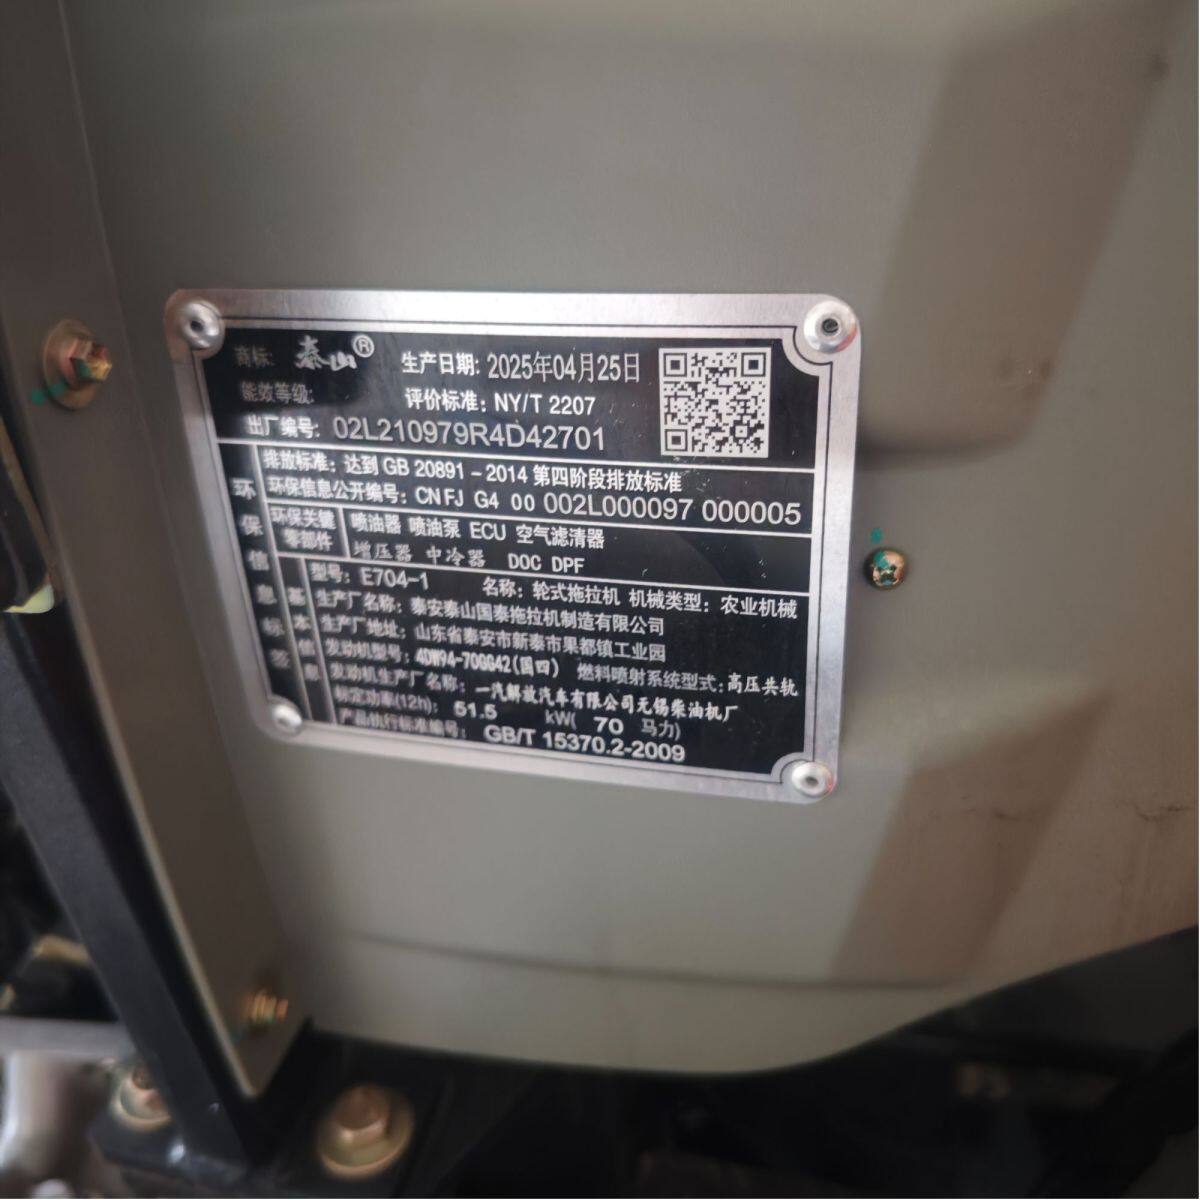 商标: 泰山®
生产日期: 2025年04月25日
能效等级:
评价标准: NY/T 2207
出厂编号: 02L210979R4D42701
环保信息标签
排放标准: 达到 GB 20891-2014 第四阶段排放标准
环保信息公开编号: CN FJ G4 00 002L000097 000005
环保关键
零部件
喷油器 喷油泵 ECU 空气滤清器
增压器 中冷器 DOC DPF
基本信息
型号: E704-1 名称: 轮式拖拉机 机械类型: 农业机械
生产厂名称: 泰安泰山国泰拖拉机制造有限公司
生产厂地址: 山东省泰安市新泰市果都镇工业园
发动机型号: 4DW94-70GG42(国四) 燃料喷射系统型式: 高压共轨
发动机生产厂名称: 一汽解放汽车有限公司无锡柴油机厂
标定功率(12h): 51.5 kW( 70 马力)
产品执行标准编号: GB/T 15370.2-2009